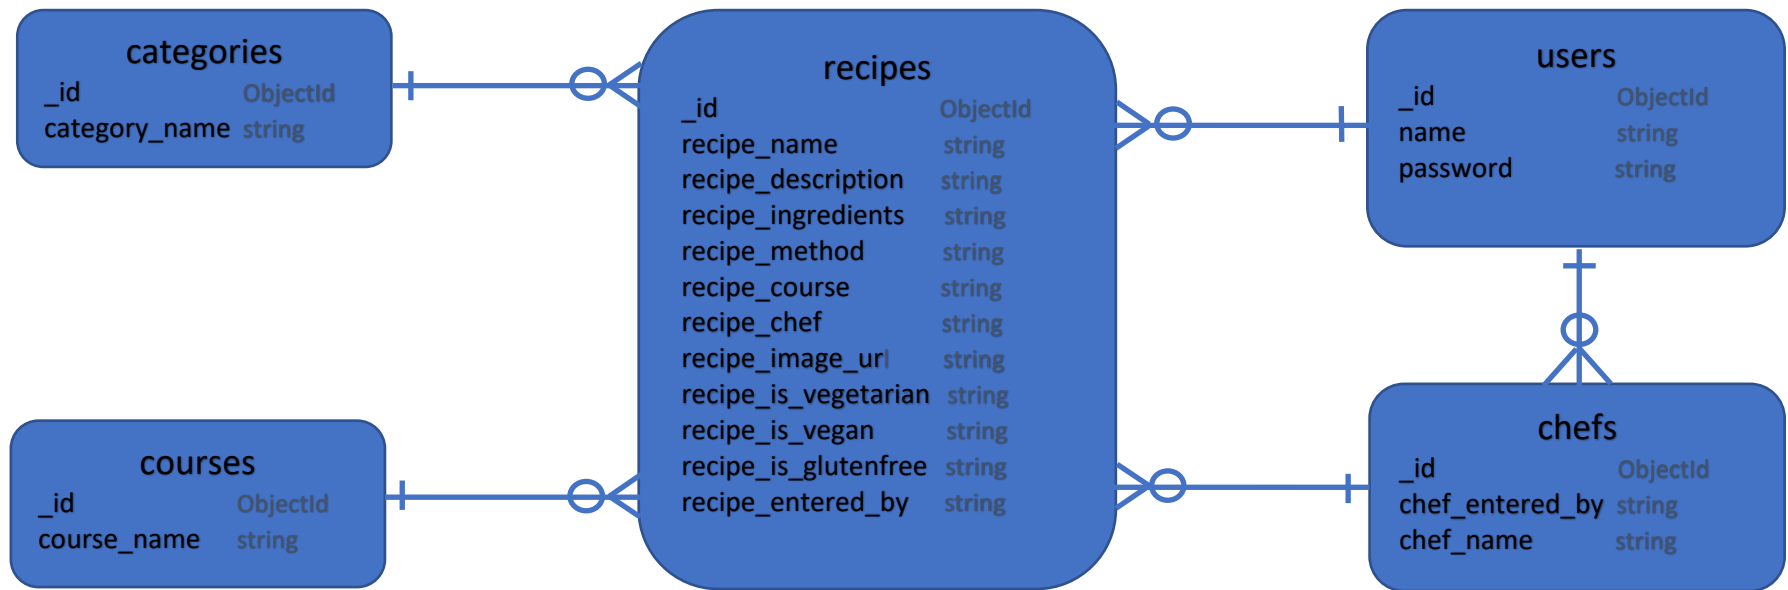 categories
_id ObjectId
category_name string
recipes
_id ObjectId
recipe_name string
recipe_description string
recipe_ingredients string
recipe_method string
recipe_course string
recipe_chef string
recipe_image_url string
recipe_is_vegetarian string
recipe_is_vegan string
recipe_is_glutenfree string
recipe_entered_by string
users
_id ObjectId
name string
password string
courses
_id ObjectId
course_name string
chefs
_id ObjectId
chef_entered_by string
chef_name string